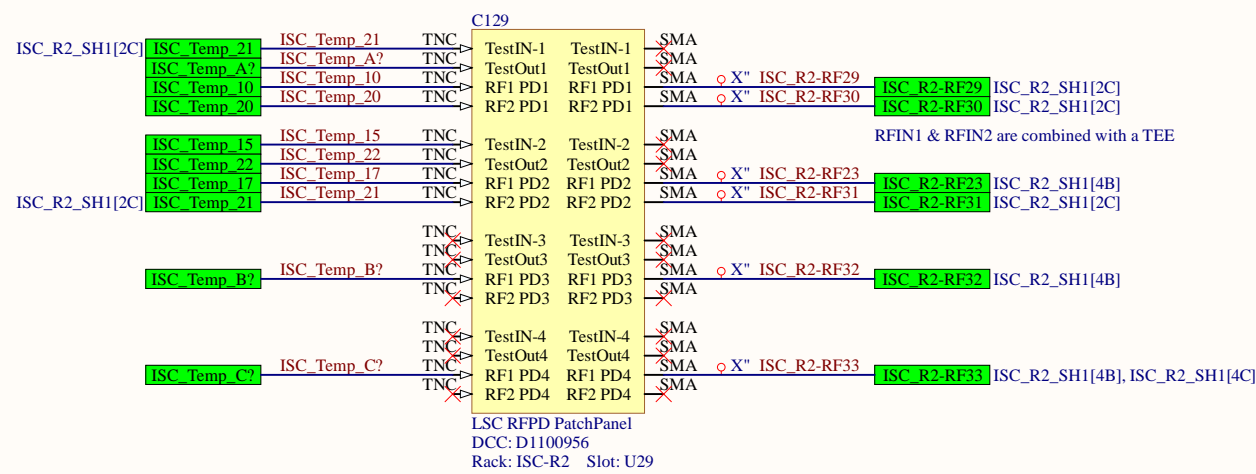 C129
ISC_R2_SH1[2C] ISC_Temp_21 ISC_Temp_21 TNC TestIN-1 TestIN-1 SMA
ISC_Temp_A? ISC_Temp_A? TNC TestOut1 TestOut1 SMA
ISC_Temp_10 ISC_Temp_10 TNC RF1 PD1 RF1 PD1 SMA X" ISC_R2-RF29 ISC_R2-RF29 ISC_R2_SH1[2C]
ISC_Temp_20 ISC_Temp_20 TNC RF2 PD1 RF2 PD1 SMA X" ISC_R2-RF30 ISC_R2-RF30 ISC_R2_SH1[2C]
RFIN1 & RFIN2 are combined with a TEE
ISC_Temp_15 ISC_Temp_15 TNC TestIN-2 TestIN-2 SMA
ISC_Temp_22 ISC_Temp_22 TNC TestOut2 TestOut2 SMA
ISC_Temp_17 ISC_Temp_17 TNC RF1 PD2 RF1 PD2 SMA X" ISC_R2-RF23 ISC_R2-RF23 ISC_R2_SH1[4B]
ISC_R2_SH1[2C] ISC_Temp_21 ISC_Temp_21 TNC RF2 PD2 RF2 PD2 SMA X" ISC_R2-RF31 ISC_R2-RF31 ISC_R2_SH1[2C]
TNC TestIN-3 TestIN-3 SMA
TNC TestOut3 TestOut3 SMA
ISC_Temp_B? ISC_Temp_B? TNC RF1 PD3 RF1 PD3 SMA X" ISC_R2-RF32 ISC_R2-RF32 ISC_R2_SH1[4B]
TNC RF2 PD3 RF2 PD3 SMA
TNC TestIN-4 TestIN-4 SMA
TNC TestOut4 TestOut4 SMA
ISC_Temp_C? ISC_Temp_C? TNC RF1 PD4 RF1 PD4 SMA X" ISC_R2-RF33 ISC_R2-RF33 ISC_R2_SH1[4B], ISC_R2_SH1[4C]
TNC RF2 PD4 RF2 PD4 SMA
LSC RFPD PatchPanel
DCC: D1100956
Rack: ISC-R2 Slot: U29